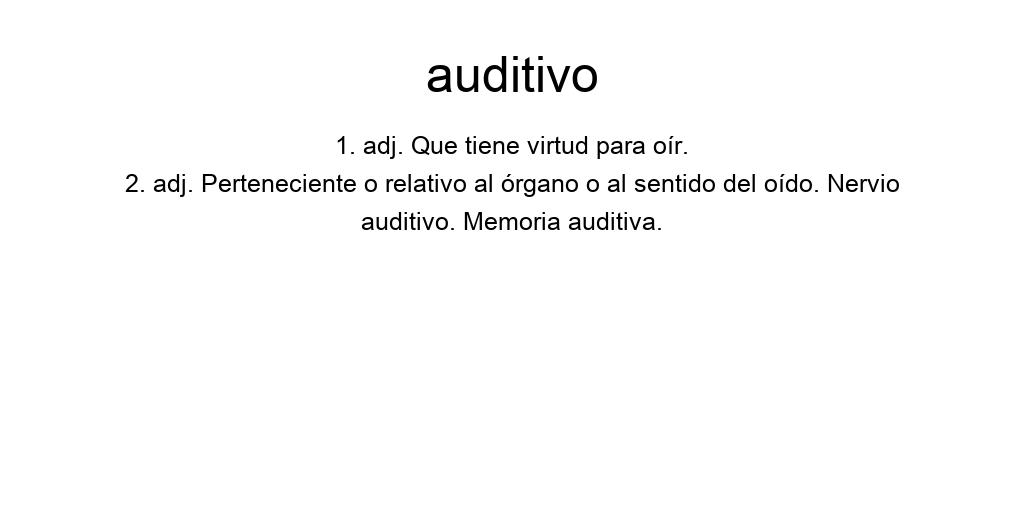 auditivo
1. adj. Que tiene virtud para oír.
2. adj. Perteneciente o relativo al órgano o al sentido del oído. Nervio
auditivo. Memoria auditiva.